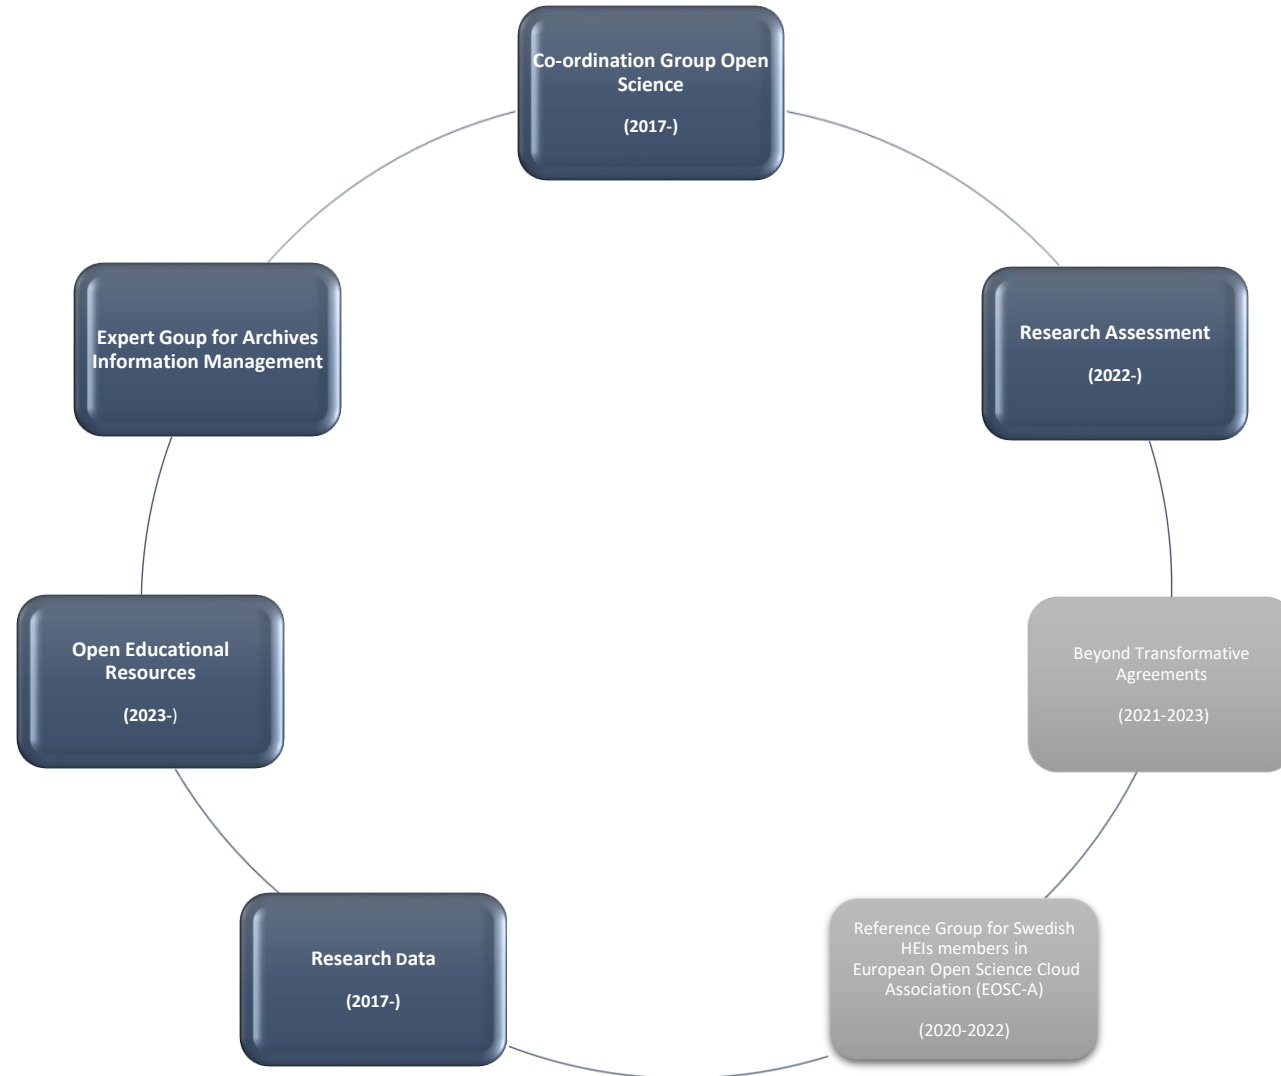 Co-ordination Group Open
Science
(2017-)
Research Assessment
(2022-)
Beyond Transformative
Agreements
(2021-2023)
Reference Group for Swedish
HEIs members in
European Open Science Cloud
Association (EOSC-A)
(2020-2022)
Research Data
(2017-)
Open Educational
Resources
(2023-)
Expert Goup for Archives
Information Management